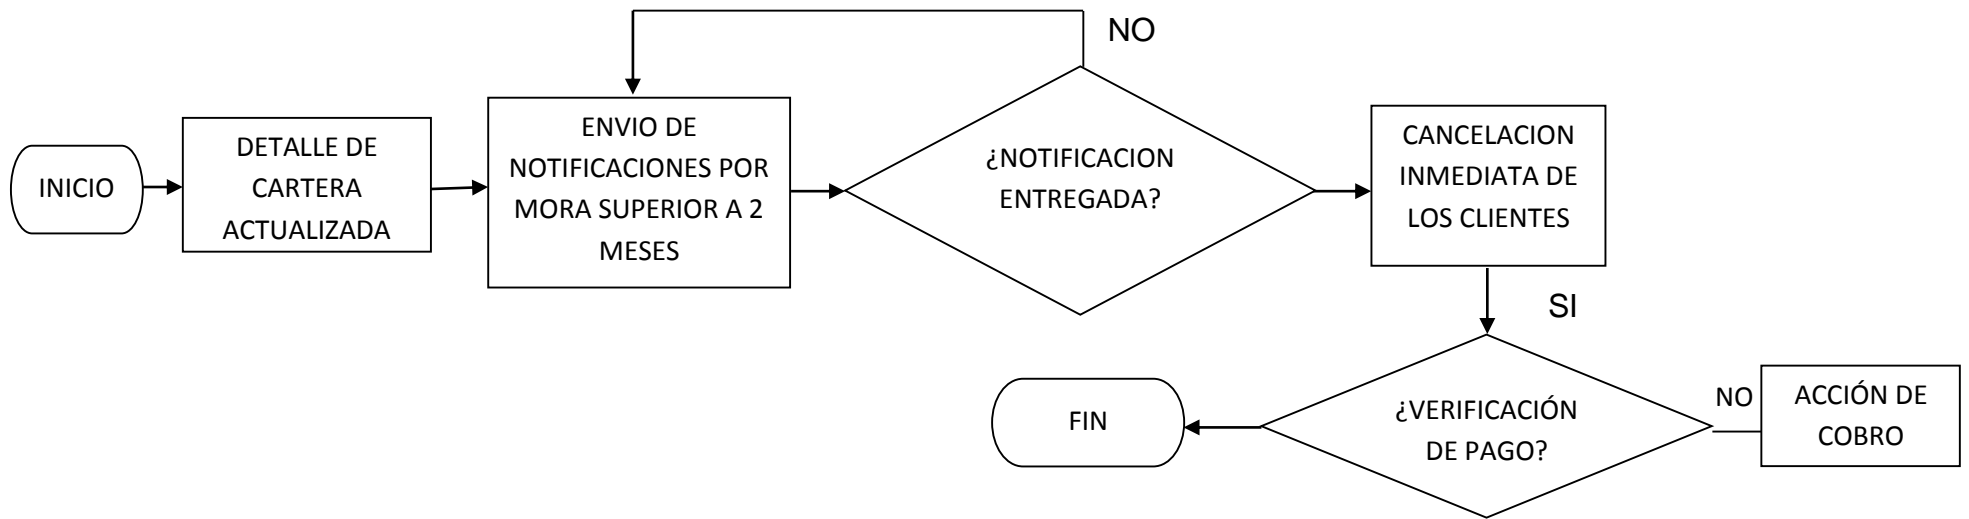 INICIO
DETALLE DE
CARTERA
ACTUALIZADA
ENVIO DE
NOTIFICACIONES POR
MORA SUPERIOR A 2
MESES
NO
¿NOTIFICACION
ENTREGADA?
CANCELACION
INMEDIATA DE
LOS CLIENTES
SI
¿VERIFICACIÓN
DE PAGO?
NO
ACCIÓN DE
COBRO
FIN